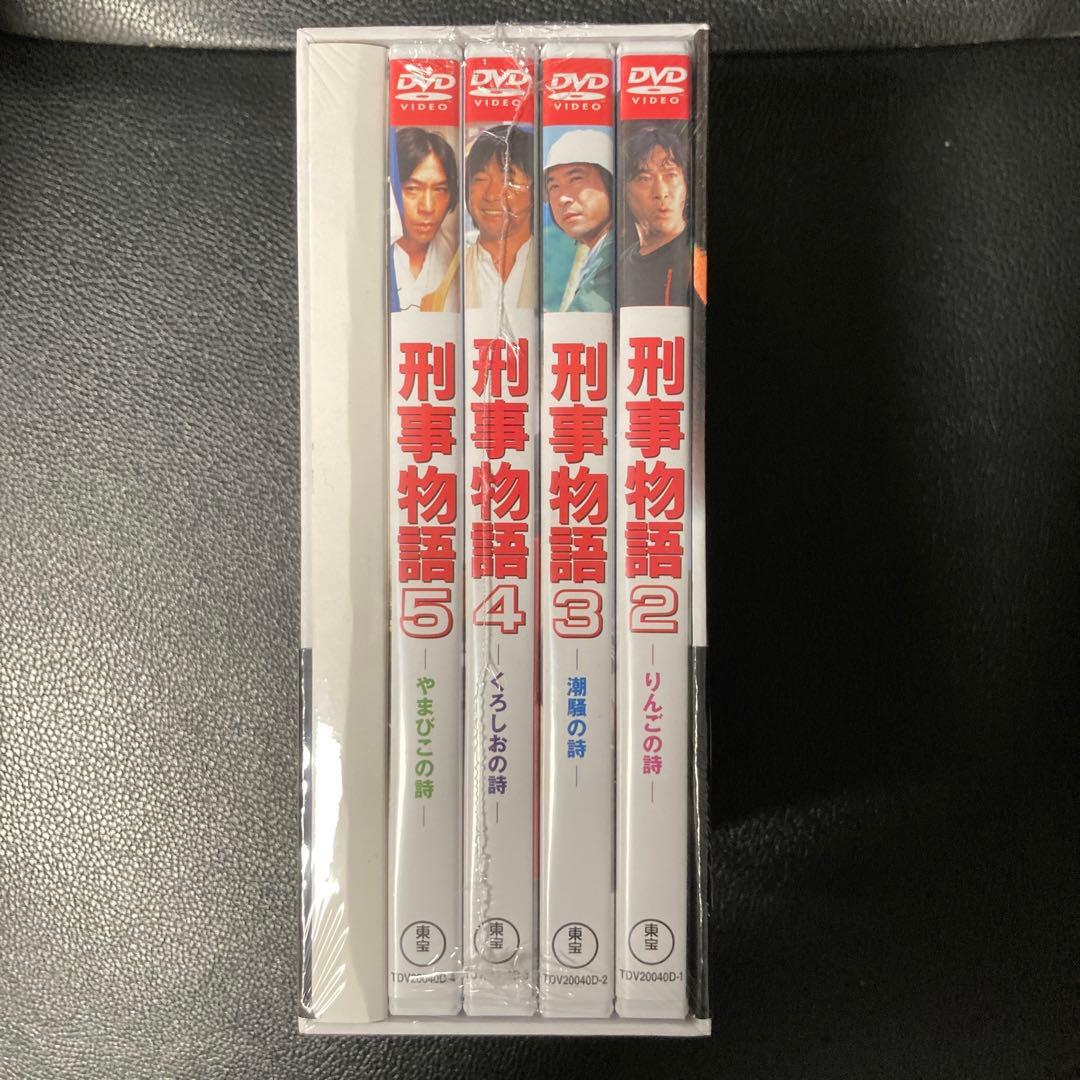 DVD
VIDEO
刑事物語5
―やまびこの詩―
東宝
TDV20040D-4
DVD
VIDEO
刑事物語4
―くろしおの詩―
東宝
DVD
VIDEO
刑事物語3
―潮騒の詩―
東宝
TDV20040D-2
DVD
VIDEO
刑事物語2
―りんごの詩―
東宝
TDV20040D-1